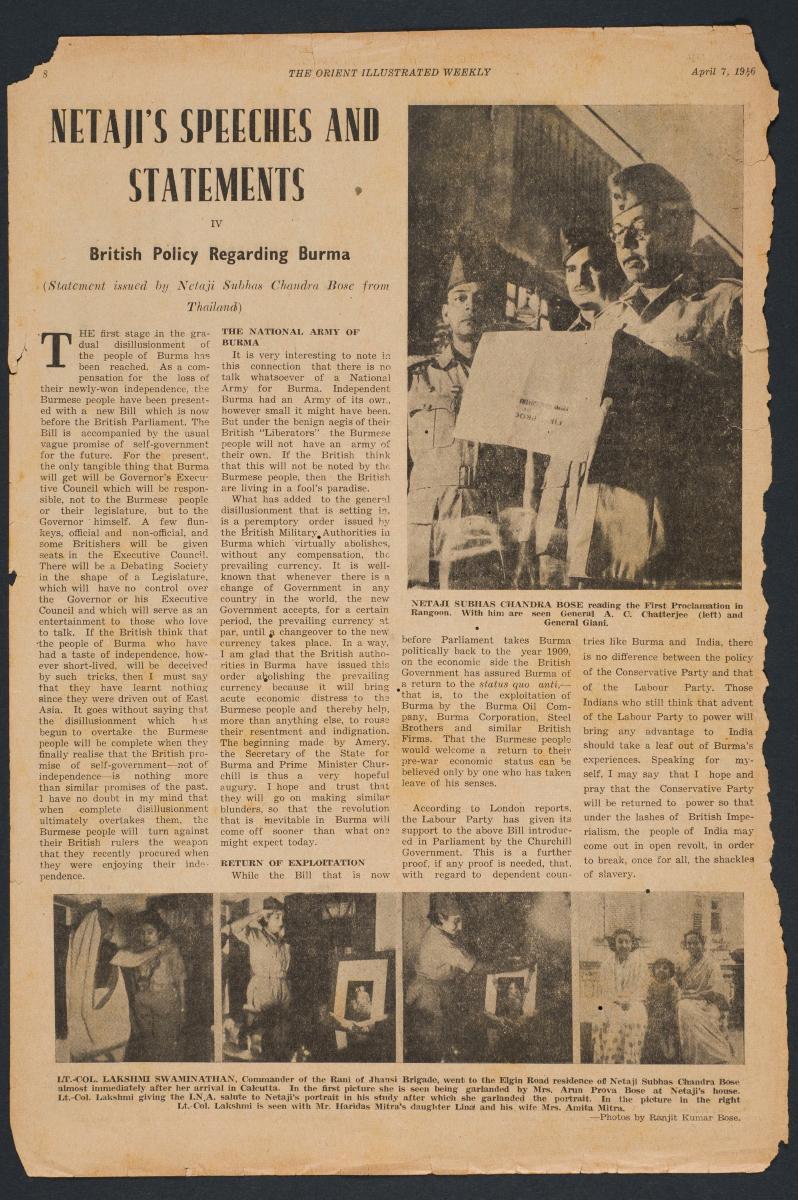 8
THE ORIENT ILLUSTRATED WEEKLY
April 7, 1946
NETAJI'S SPEECHES AND
STATEMENTS
IV
British Policy Regarding Burma
(Statement issued by Netaji Subhas Chandra Bose from
Thailand)
THE first stage in the gra-
dual disillusionment of
the people of Burma has
been reached. As a com-
pensation for the loss of
their newly-won independence, the
Burmese people have been present-
ed with a new Bill which is now
before the British Parliament. The
Bill is accompanied by the usual
vague promise of self-government
for the future. For the present,
the only tangible thing that Burma
will get will be Governor's Execu-
tive Council which will be respon-
sible, not to the Burmese people
or their legislature, but to the
Governor himself. A few flun-
keys, official and non-official, and
some Britishers will be given
seats in the Executive Council.
There will be a Debating Society
in the shape of a Legislature,
which will have no control over
the Governor or his Executive
Council and which will serve as an
entertainment to those who love
to talk. If the British think that
the people of Burma who have
had a taste of independence, how-
ever short-lived, will be deceived
by such tricks, then I must say
that they have learnt nothing
since they were driven out of East
Asia. It goes without saying that
the disillusionment which has
begun to overtake the Burmese
people will be complete when they
finally realise that the British pro-
mise of self-government—not of
independence—is nothing more
than similar promises of the past.
I have no doubt in my mind that
when complete disillusionment
ultimately overtakes them, the
Burmese people will turn against
their British rulers the weapon
that they recently procured when
they were enjoying their inde-
pendence.
THE NATIONAL ARMY OF
BURMA
It is very interesting to note in
this connection that there is no
talk whatsoever of a National
Army for Burma. Independent
Burma had an Army of its own,
however small it might have been.
But under the benign aegis of their
British "Liberators" the Burmese
people will not have an army of
their own. If the British think
that this will not be noted by the
Burmese people, then the British
are living in a fool's paradise.
What has added to the general
disillusionment that is setting in,
is a peremptory order issued by
the British Military Authorities in
Burma which virtually abolishes,
without any compensation, the
prevailing currency. It is well-
known that whenever there is a
change of Government in any
country in the world, the new
Government accepts, for a certain
period, the prevailing currency at
par, until a changeover to the new
currency takes place. In a way,
I am glad that the British autho-
rities in Burma have issued this
order abolishing the prevailing
currency because it will bring
acute economic distress to the
Burmese people and thereby help,
more than anything else, to rouse
their resentment and indignation.
The beginning made by Amery,
the Secretary of the State for
Burma and Prime Minister Chur-
chill is thus a very hopeful
augury. I hope and trust that
they will go on making similar
blunders, so that the revolution
that is inevitable in Burma will
come off sooner than what one
might expect today.
RETURN OF EXPLOITATION
While the Bill that is now
NETAJI SUBHAS CHANDRA BOSE reading the First Proclamation in
Rangoon. With him are seen General A. C. Chatterjee (left) and
General Giani.
before Parliament takes Burma
politically back to the year 1909,
on the economic side the British
Government has assured Burma of
a return to the status quo anti,—
that is, to the exploitation of
Burma by the Burma Oil Com-
pany, Burma Corporation, Steel
Brothers and similar British
Firms. That the Burmese people
would welcome a return to their
pre-war economic status can be
believed only by one who has taken
leave of his senses.
According to London reports,
the Labour Party has given its
support to the above Bill introduc-
ed in Parliament by the Churchill
Government. This is a further
proof, if any proof is needed, that,
with regard to dependent coun-
tries like Burma and India, there
is no difference between the policy
of the Conservative Party and that
of the Labour Party. Those
Indians who still think that advent
of the Labour Party to power will
bring any advantage to India
should take a leaf out of Burma's
experiences. Speaking for my-
self, I may say that I hope and
pray that the Conservative Party
will be returned to power so that
under the lashes of British Impe-
rialism, the people of India may
come out in open revolt, in order
to break, once for all, the shackles
of slavery.
LT.-COL. LAKSHMI SWAMINATHAN, Commander of the Rani of Jhansi Brigade, went to the Elgin Road residence of Netaji Subhas Chandra Bose
almost immediately after her arrival in Calcutta. In the first picture she is seen being garlanded by Mrs. Arun Prova Bose at Netaji's house.
Lt.-Col. Lakshmi giving the I.N.A. salute to Netaji's portrait in his study after which she garlanded the portrait. In the picture in the right
Lt.-Col. Lakshmi is seen with Mr. Haridas Mitra's daughter Lina and his wife Mrs. Amita Mitra.
—Photos by Ranjit Kumar Bose.